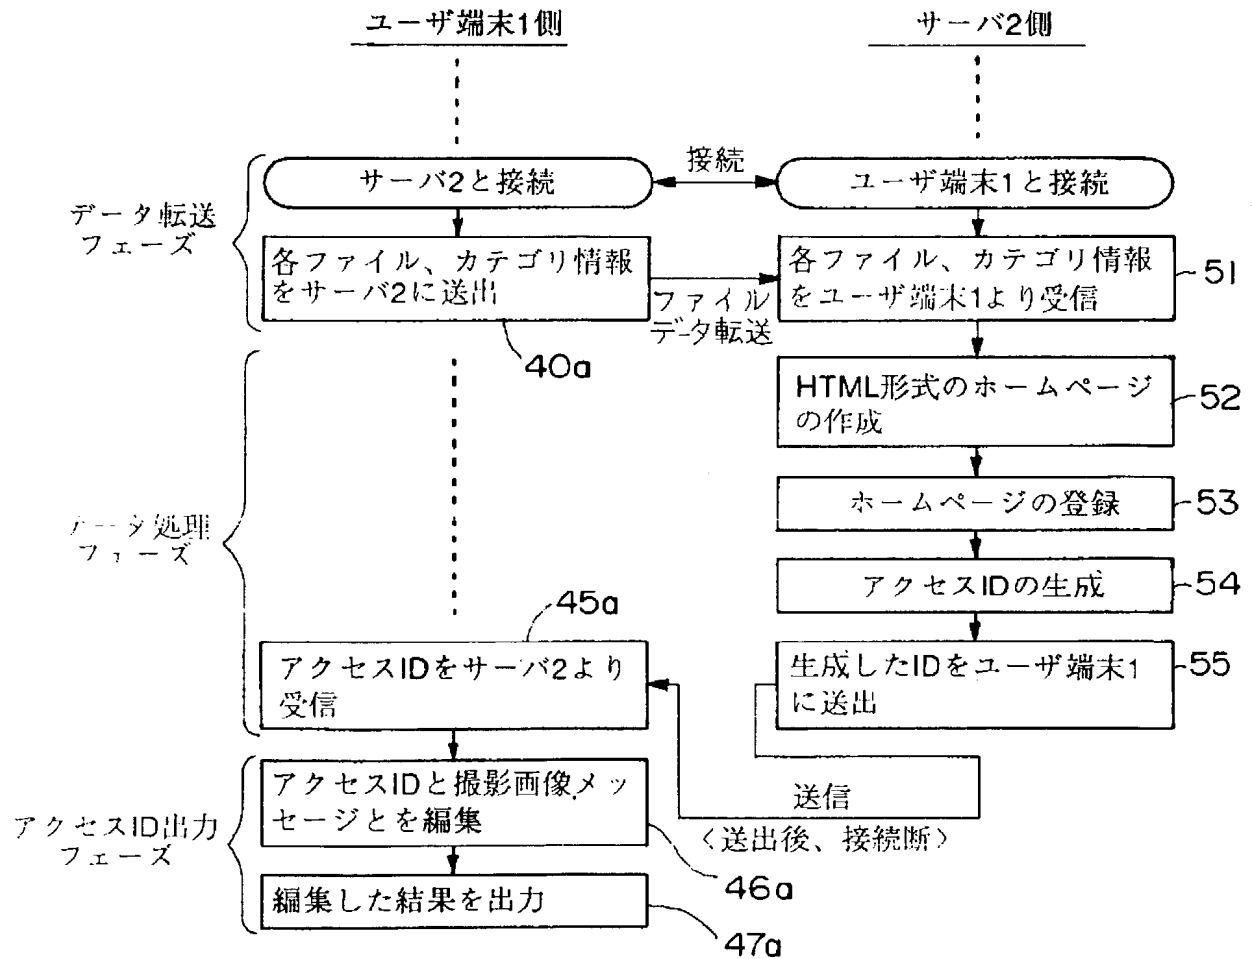 ユーザ端末1側
サーバ2側
サーバ2と接続
接続
ユーザ端末1と接続
データ転送
フェーズ
各ファイル、カテゴリ情報
をサーバ2に送出
40a
ファイル
データ転送
各ファイル、カテゴリ情報
をユーザ端末1より受信
51
HTML形式のホームページ
の作成
52
ホームページの登録
53
アクセスIDの生成
54
データ処理
フェーズ
45a
アクセスIDをサーバ2より
受信
生成したIDをユーザ端末1
に送出
55
送信
〈送出後、接続断〉
アクセスID出力
フェーズ
アクセスIDと撮影画像、メッ
セージとを編集
46a
編集した結果を出力
47a